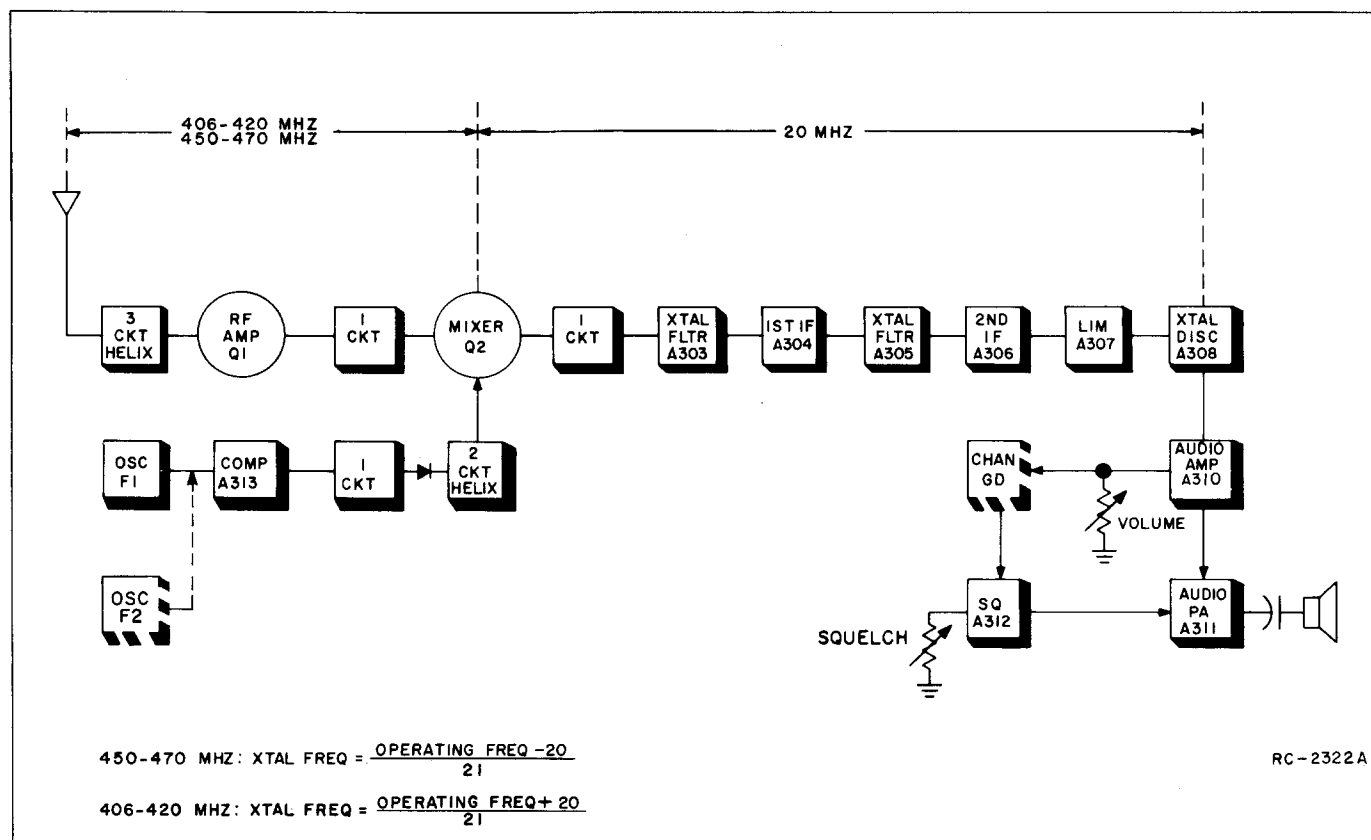 406-420 MHZ
450-470 MHZ
20 MHZ
3
CKT
HELIX
RF
AMP
Q1
1
CKT
MIXER
Q2
1
CKT
XTAL
FLTR
A303
1ST IF
A304
XTAL
FLTR
A305
2ND
IF
A306
LIM
A307
XTAL
DISC
A308
OSC
F1
COMP
A313
1
CKT
2
CKT
HELIX
CHAN
GD
VOLUME
AUDIO
AMP
A310
OSC
F2
SQUELCH
SQ
A312
AUDIO
PA
A311
450-470 MHZ: XTAL FREQ = OPERATING FREQ -20
21
406-420 MHZ: XTAL FREQ = OPERATING FREQ+ 20
21
RC-2322A